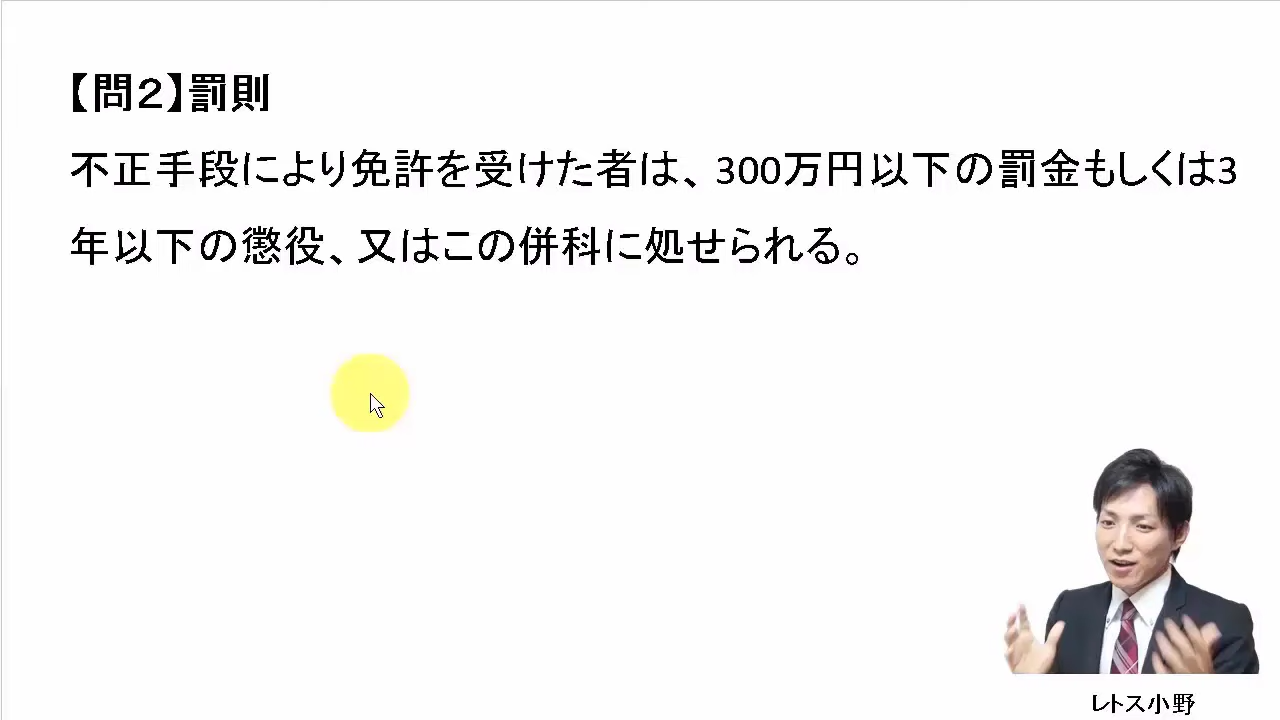 【問２】罰則
不正手段により免許を受けた者は、300万円以下の罰金もしくは3
年以下の懲役、又はこの併科に処せられる。
レトス小野